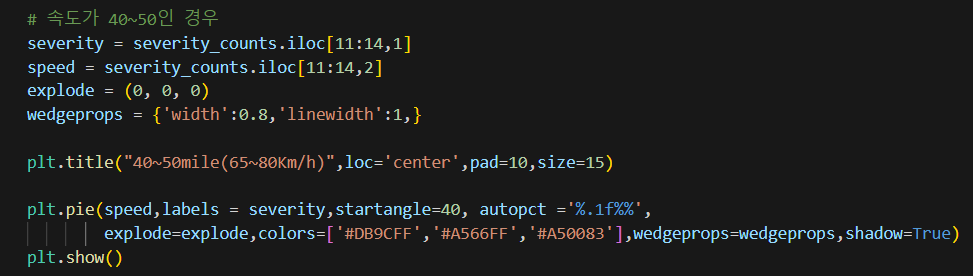 # 속도가 40~50인 경우
severity = severity_counts.iloc[11:14,1]
speed = severity_counts.iloc[11:14,2]
explode = (0, 0, 0)
wedgeprops = {'width':0.8,'linewidth':1,}
plt.title("40~50mile(65~80Km/h)",loc='center',pad=10,size=15)
plt.pie(speed,labels = severity,startangle=40, autopct ='%.1f%%',
explode=explode,colors=['#DB9CFF','#A566FF','#A50083'],wedgeprops=wedgeprops,shadow=True)
plt.show()